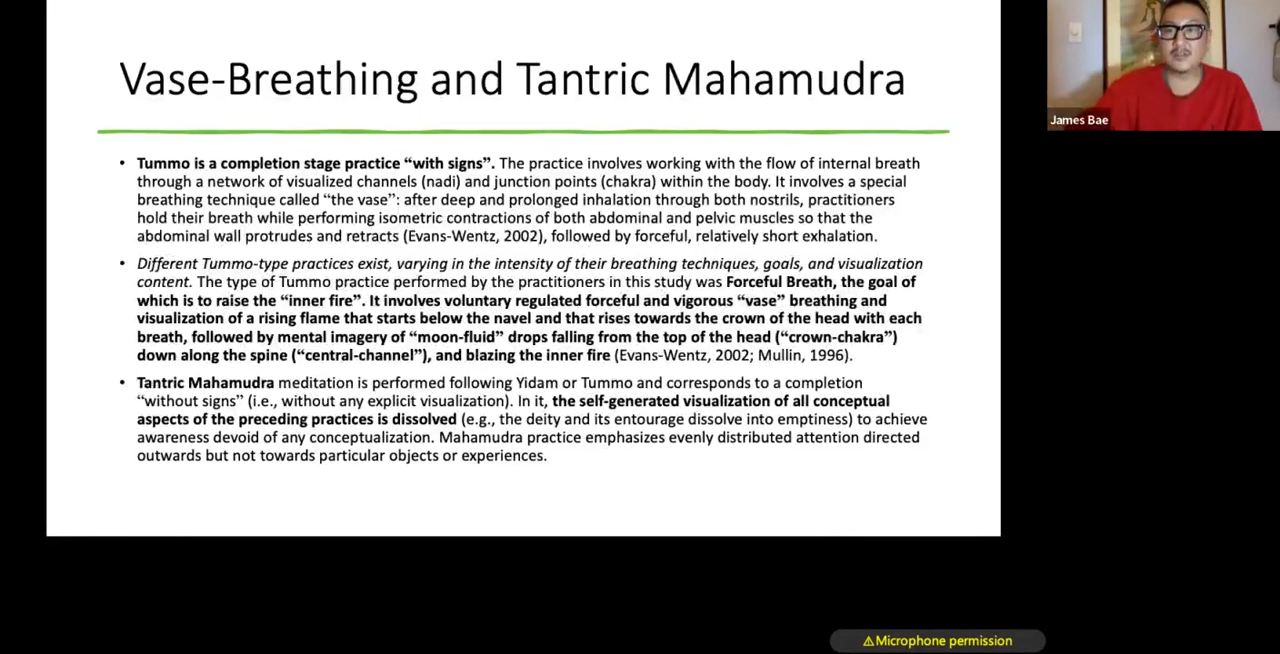 Vase-Breathing and Tantric Mahamudra
James Bae
• Tummo is a completion stage practice “with signs”. The practice involves working with the flow of internal breath
through a network of visualized channels (nadi) and junction points (chakra) within the body. It involves a special
breathing technique called “the vase”: after deep and prolonged inhalation through both nostrils, practitioners
hold their breath while performing isometric contractions of both abdominal and pelvic muscles so that the
abdominal wall protrudes and retracts (Evans-Wentz, 2002), followed by forceful, relatively short exhalation.
• Different Tummo-type practices exist, varying in the intensity of their breathing techniques, goals, and visualization
content. The type of Tummo practice performed by the practitioners in this study was Forceful Breath, the goal of
which is to raise the “inner fire”. It involves voluntary regulated forceful and vigorous “vase” breathing and
visualization of a rising flame that starts below the navel and that rises towards the crown of the head with each
breath, followed by mental imagery of “moon-fluid” drops falling from the top of the head (“crown-chakra”)
down along the spine (“central-channel”), and blazing the inner fire (Evans-Wentz, 2002; Mullin, 1996).
• Tantric Mahamudra meditation is performed following Yidam or Tummo and corresponds to a completion
“without signs” (i.e., without any explicit visualization). In it, the self-generated visualization of all conceptual
aspects of the preceding practices is dissolved (e.g., the deity and its entourage dissolve into emptiness) to achieve
awareness devoid of any conceptualization. Mahamudra practice emphasizes evenly distributed attention directed
outwards but not towards particular objects or experiences.
⚠Microphone permission